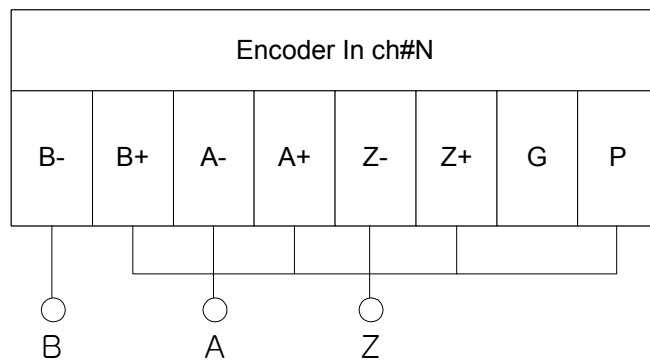 Encoder In ch#N
B- B+ A- A+ Z- Z+ G P
B A Z